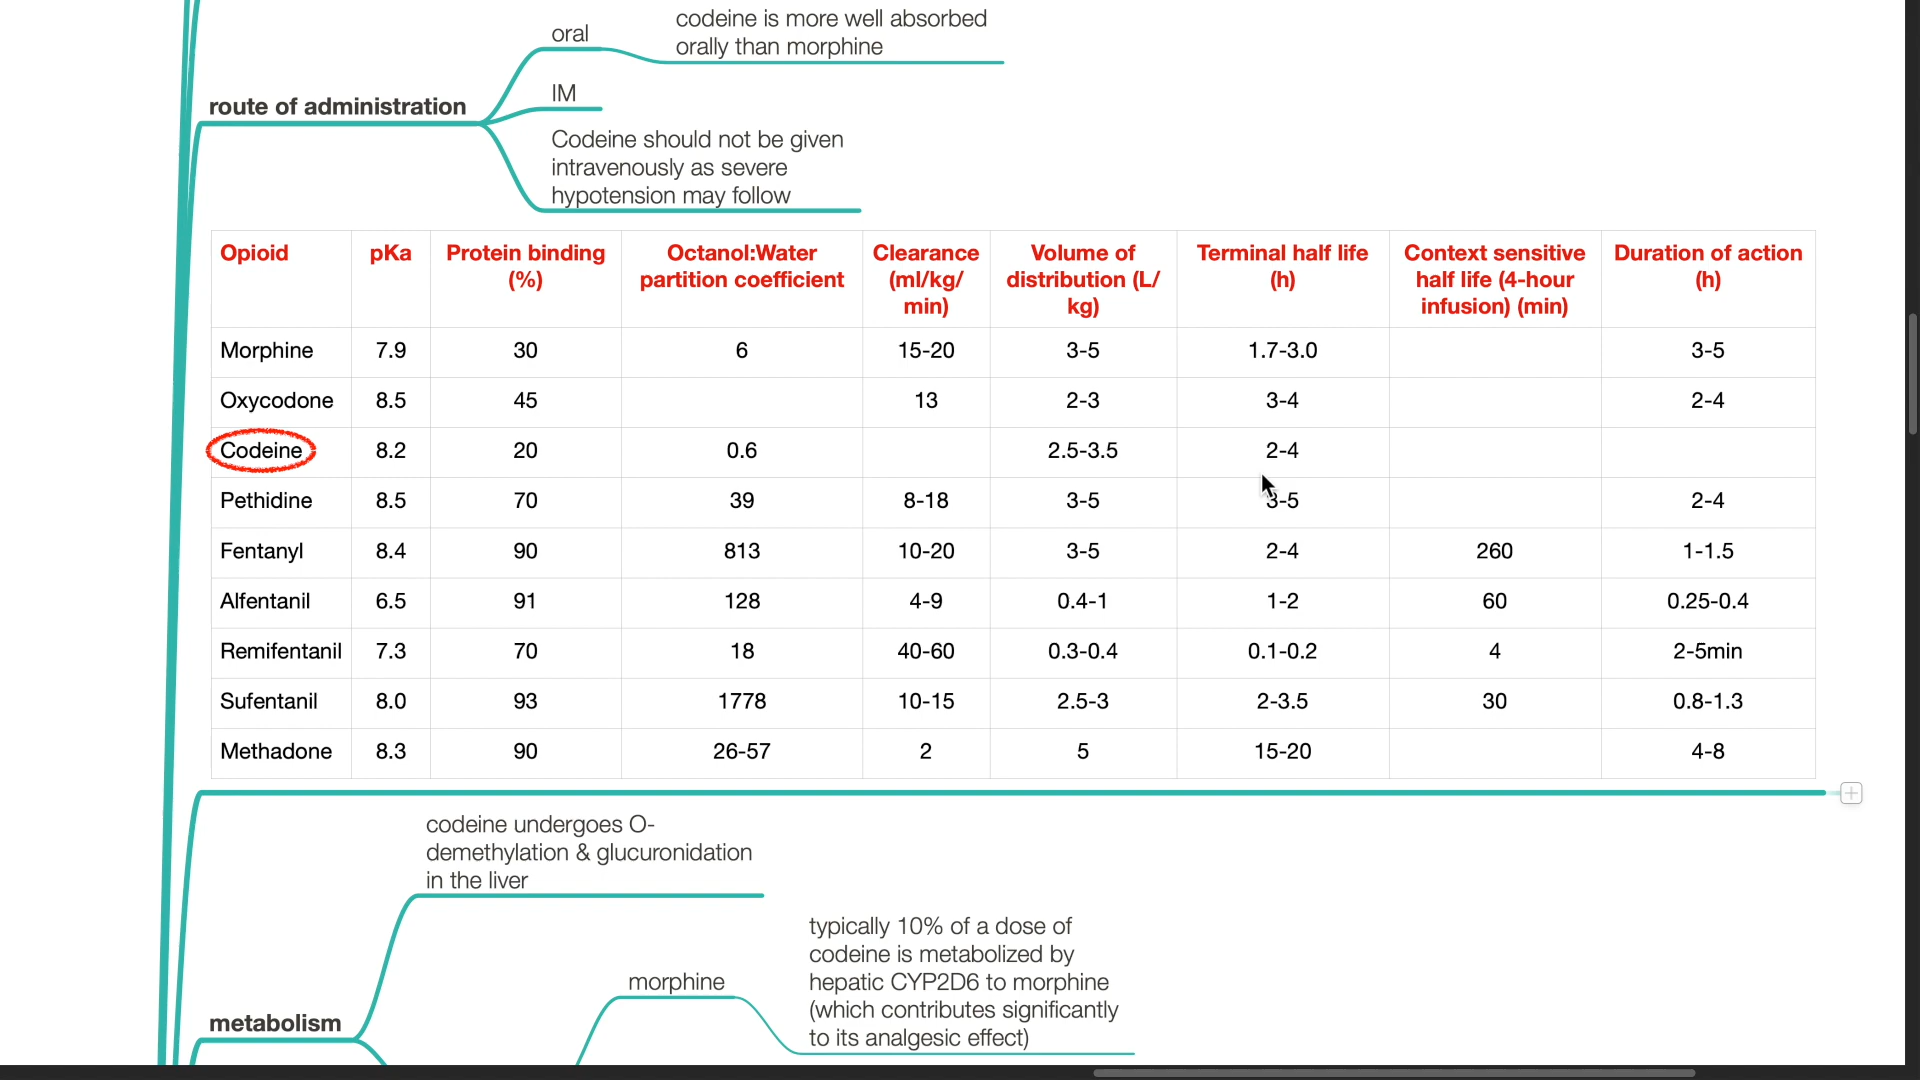 oral
codeine is more well absorbed
orally than morphine
IM
route of administration
Codeine should not be given
intravenously as severe
hypotension may follow
Opioid pKa Protein binding (%) Octanol:Water partition coefficient Clearance (ml/kg/min) Volume of distribution (L/kg) Terminal half life (h) Context sensitive half life (4-hour infusion) (min) Duration of action (h)
Morphine 7.9 30 6 15-20 3-5 1.7-3.0 3-5
Oxycodone 8.5 45 13 2-3 3-4 2-4
Codeine 8.2 20 0.6 2.5-3.5 2-4
Pethidine 8.5 70 39 8-18 3-5 3-5 2-4
Fentanyl 8.4 90 813 10-20 3-5 2-4 260 1-1.5
Alfentanil 6.5 91 128 4-9 0.4-1 1-2 60 0.25-0.4
Remifentanil 7.3 70 18 40-60 0.3-0.4 0.1-0.2 4 2-5min
Sufentanil 8.0 93 1778 10-15 2.5-3 2-3.5 30 0.8-1.3
Methadone 8.3 90 26-57 2 5 15-20 4-8
codeine undergoes O-
demethylation & glucuronidation
in the liver
metabolism
morphine
typically 10% of a dose of
codeine is metabolized by
hepatic CYP2D6 to morphine
(which contributes significantly
to its analgesic effect)